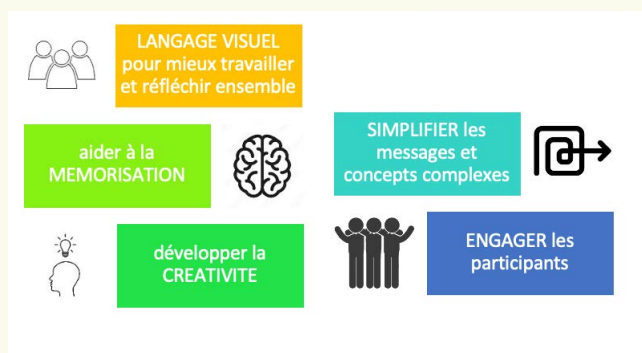 LANGAGE VISUEL
pour mieux travailler
et réfléchir ensemble
aider à la
MEMORISATION
SIMPLIFIER les
messages et
concepts complexes
développer la
CREATIVITE
ENGAGER les
participants